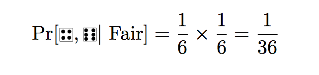 Pr[⚃, ⚅| Fair] = 1/6 × 1/6 = 1/36